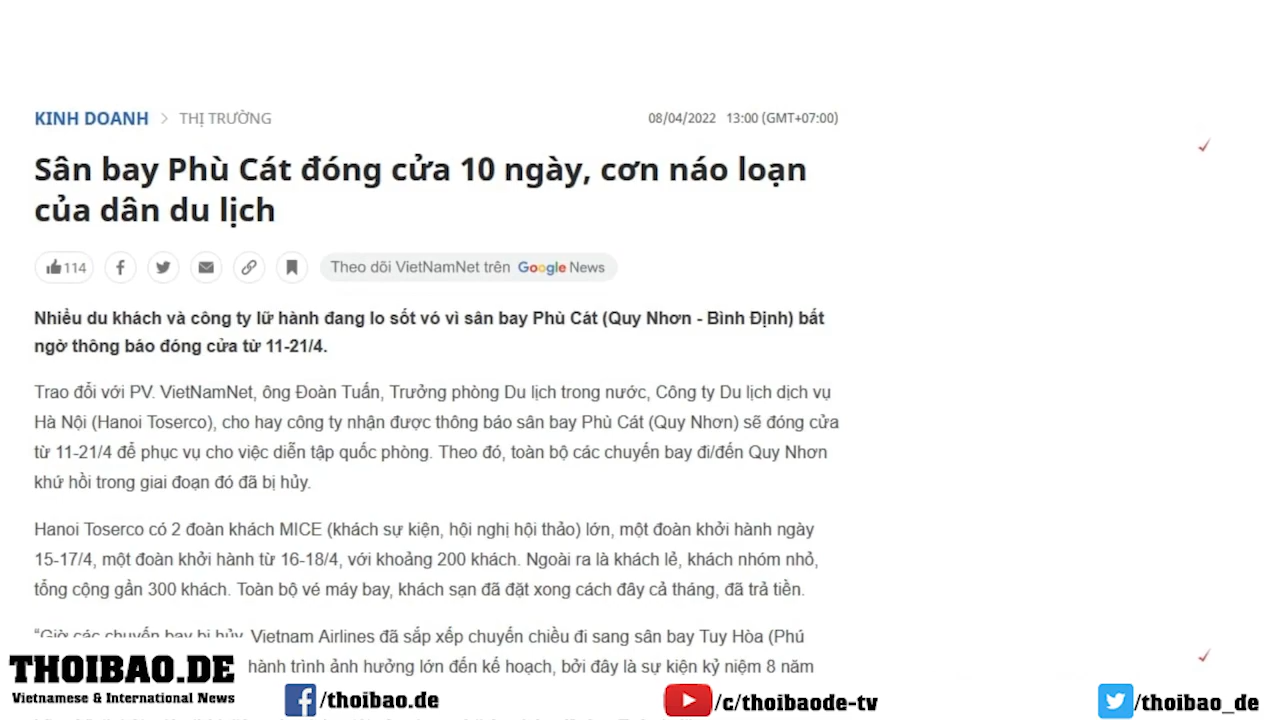 KINH DOANH > THỊ TRƯỜNG 08/04/2022 13:00 (GMT+07:00)
Sân bay Phù Cát đóng cửa 10 ngày, cơn náo loạn
của dân du lịch
114 Theo dõi VietNamNet trên Google News
Nhiều du khách và công ty lữ hành đang lo sốt vó vì sân bay Phù Cát (Quy Nhơn - Bình Định) bất
ngờ thông báo đóng cửa từ 11-21/4.
Trao đổi với PV. VietNamNet, ông Đoàn Tuấn, Trưởng phòng Du lịch trong nước, Công ty Du lịch dịch vụ
Hà Nội (Hanoi Toserco), cho hay công ty nhận được thông báo sân bay Phù Cát (Quy Nhơn) sẽ đóng cửa
từ 11-21/4 để phục vụ cho việc diễn tập quốc phòng. Theo đó, toàn bộ các chuyến bay đi/đến Quy Nhơn
khứ hồi trong giai đoạn đó đã bị hủy.
Hanoi Toserco có 2 đoàn khách MICE (khách sự kiện, hội nghị hội thảo) lớn, một đoàn khởi hành ngày
15-17/4, một đoàn khởi hành từ 16-18/4, với khoảng 200 khách. Ngoài ra là khách lẻ, khách nhóm nhỏ,
tổng cộng gần 300 khách. Toàn bộ vé máy bay, khách sạn đã đặt xong cách đây cả tháng, đã trả tiền.
“Giờ các chuyến bay bị hủy. Vietnam Airlines đã sắp xếp chuyến chiều đi sang sân bay Tuy Hòa (Phú
hành trình ảnh hưởng lớn đến kế hoạch, bởi đây là sự kiện kỷ niệm 8 năm
THOIBAO.DE
Vietnamese & International News
/thoibao.de
/c/thoibaode-tv
/thoibao_de